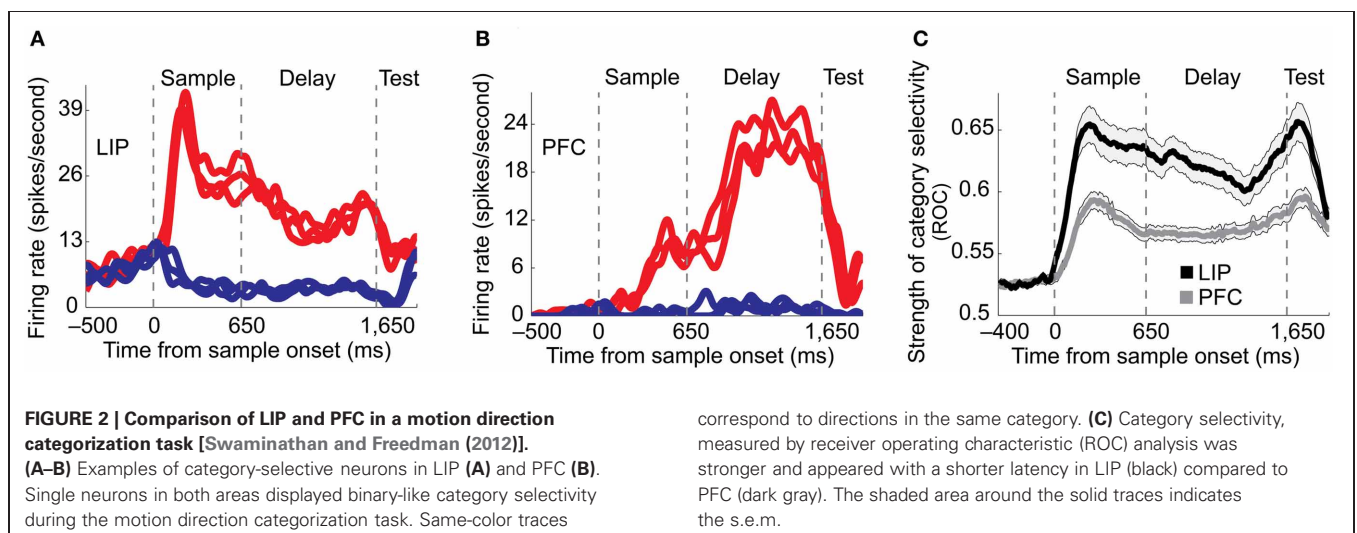 A
Sample
Delay
Test
LIP
Firing rate (spikes/second)
39
26
13
0
−500
0
650
1,650
Time from sample onset (ms)
B
Sample
Delay
Test
PFC
Firing rate (spikes/second)
24
18
12
6
0
−500
0
650
1,650
Time from sample onset (ms)
C
Sample
Delay
Test
Strength of category selectivity
(ROC)
0.65
0.6
0.55
0.5
LIP
PFC
−400
0
650
1,650
Time from sample onset (ms)
FIGURE 2 | Comparison of LIP and PFC in a motion direction
categorization task [Swaminathan and Freedman (2012)].
(A–B) Examples of category-selective neurons in LIP (A) and PFC (B).
Single neurons in both areas displayed binary-like category selectivity
during the motion direction categorization task. Same-color traces
correspond to directions in the same category. (C) Category selectivity,
measured by receiver operating characteristic (ROC) analysis was
stronger and appeared with a shorter latency in LIP (black) compared to
PFC (dark gray). The shaded area around the solid traces indicates
the s.e.m.